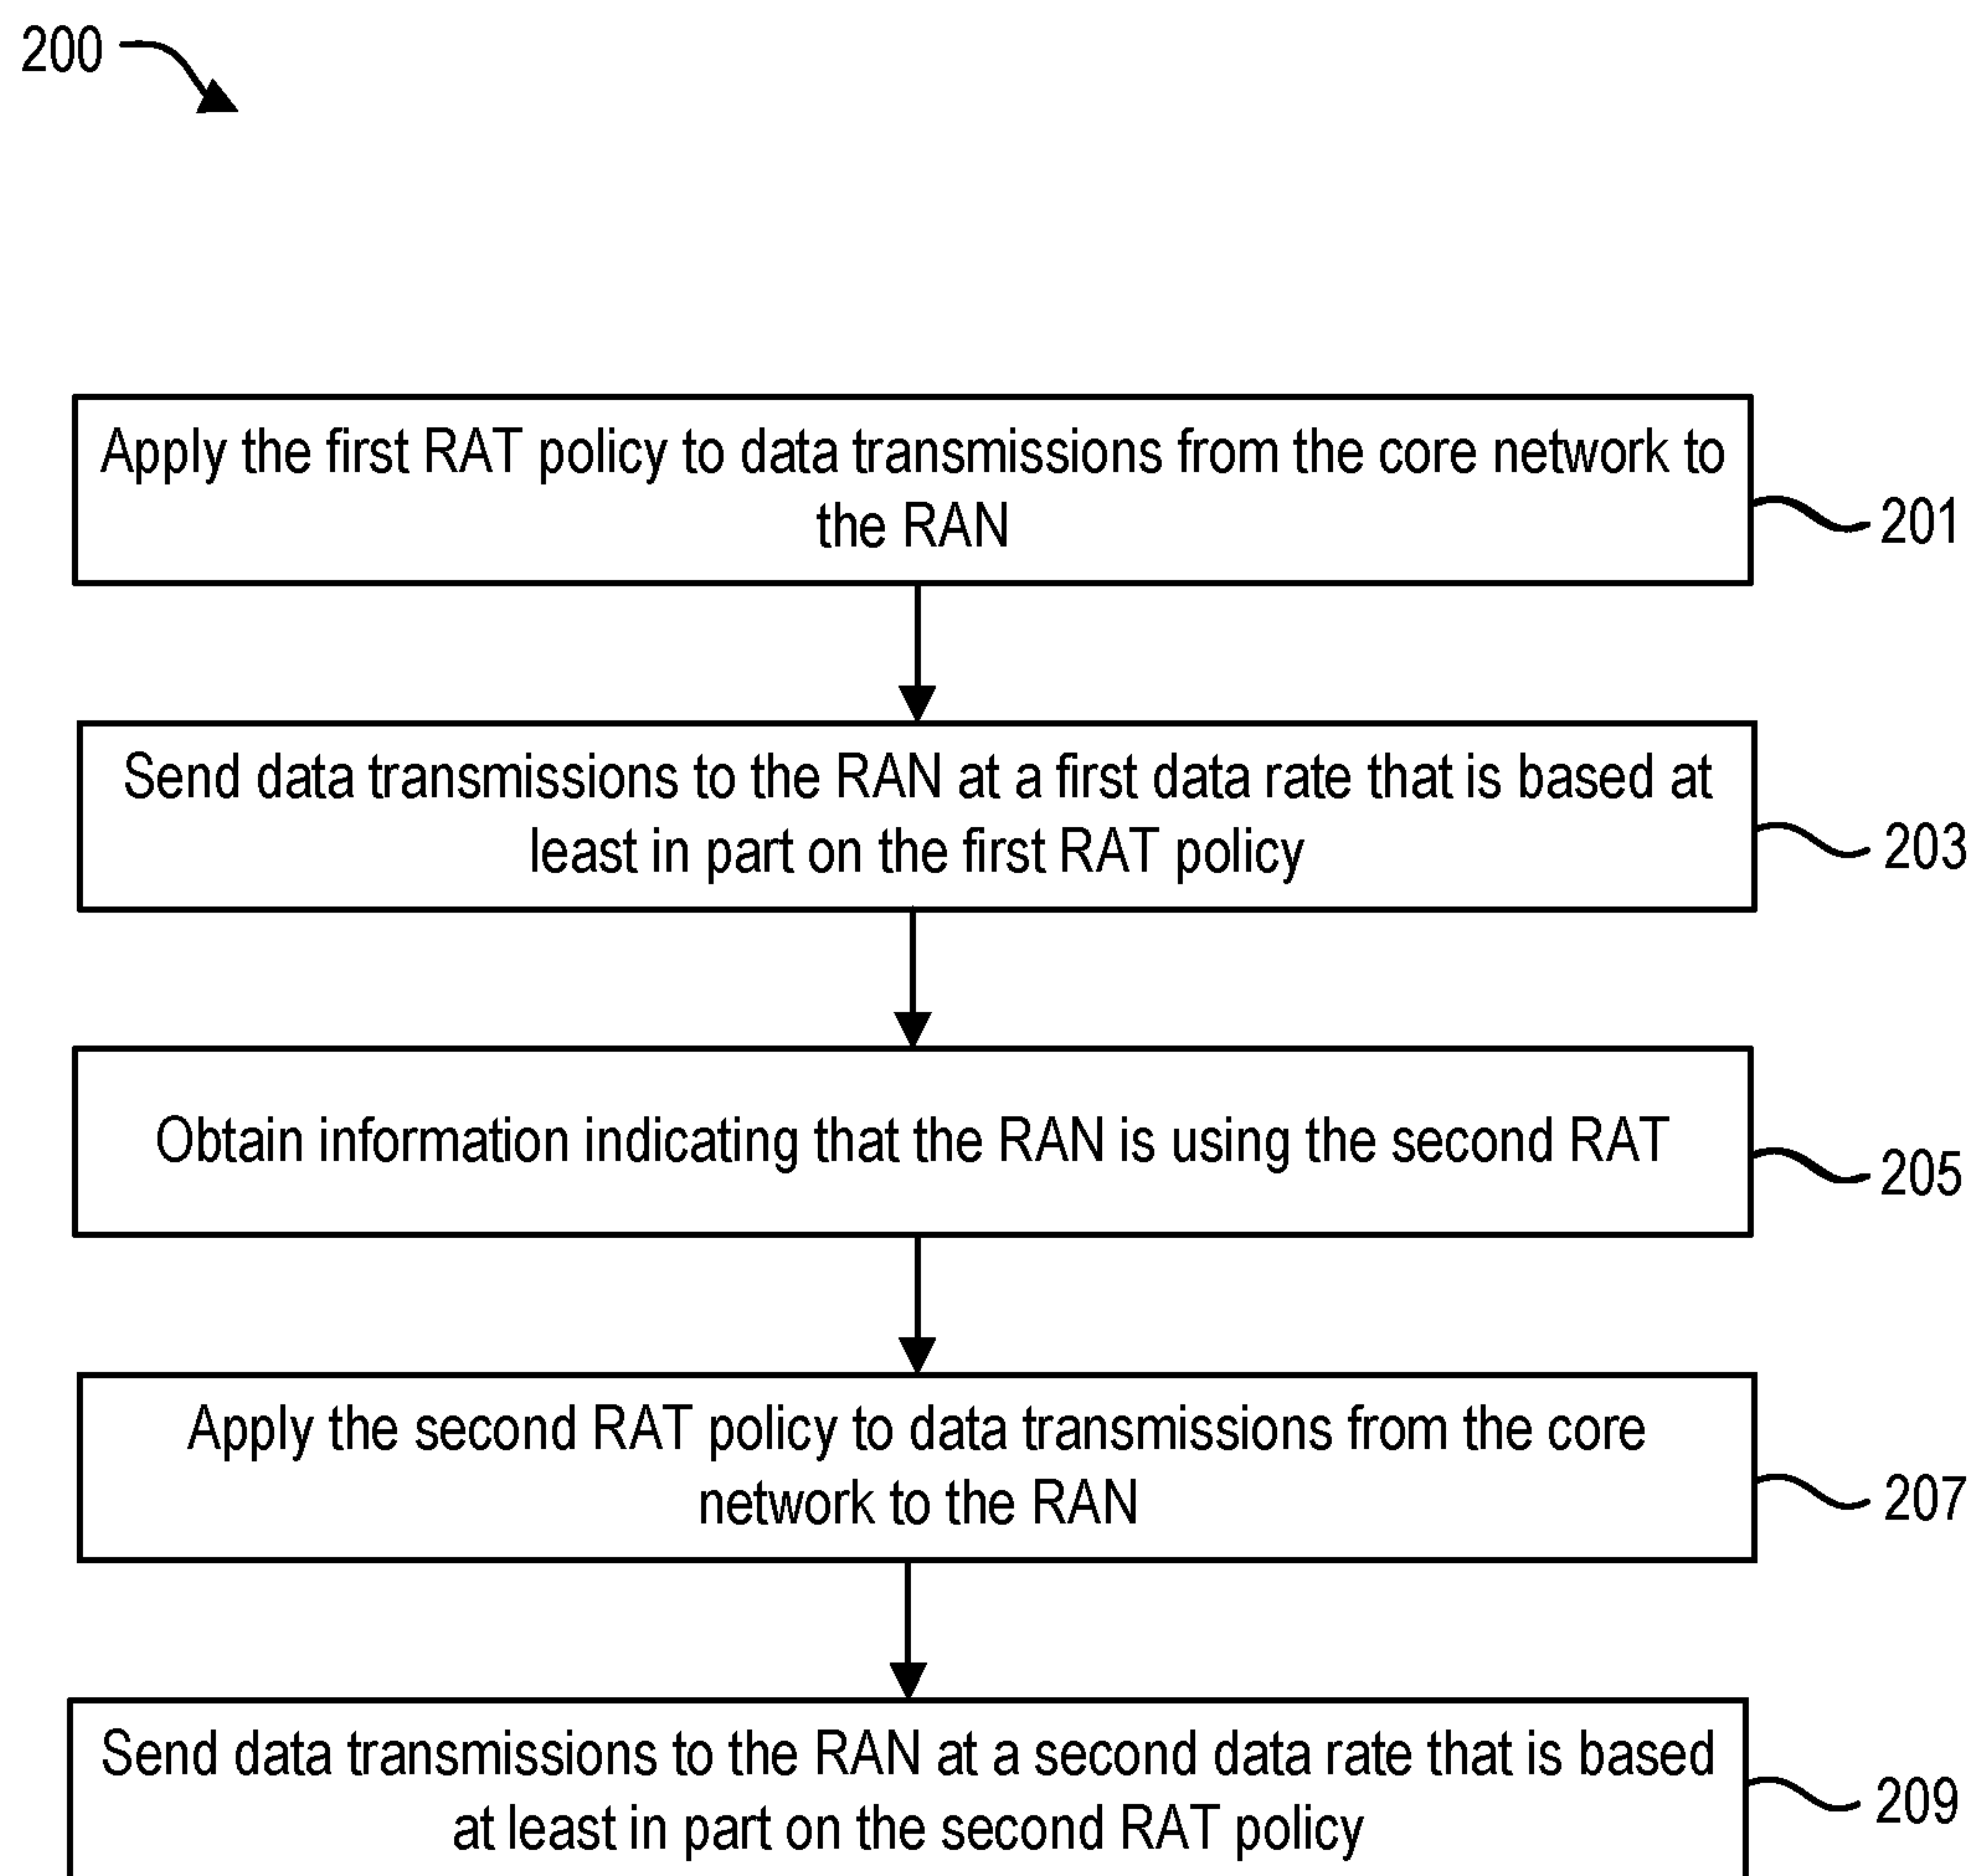 200
Apply the first RAT policy to data transmissions from the core network to
the RAN
201
Send data transmissions to the RAN at a first data rate that is based at
least in part on the first RAT policy
203
Obtain information indicating that the RAN is using the second RAT
205
Apply the second RAT policy to data transmissions from the core
network to the RAN
207
Send data transmissions to the RAN at a second data rate that is based
at least in part on the second RAT policy
209